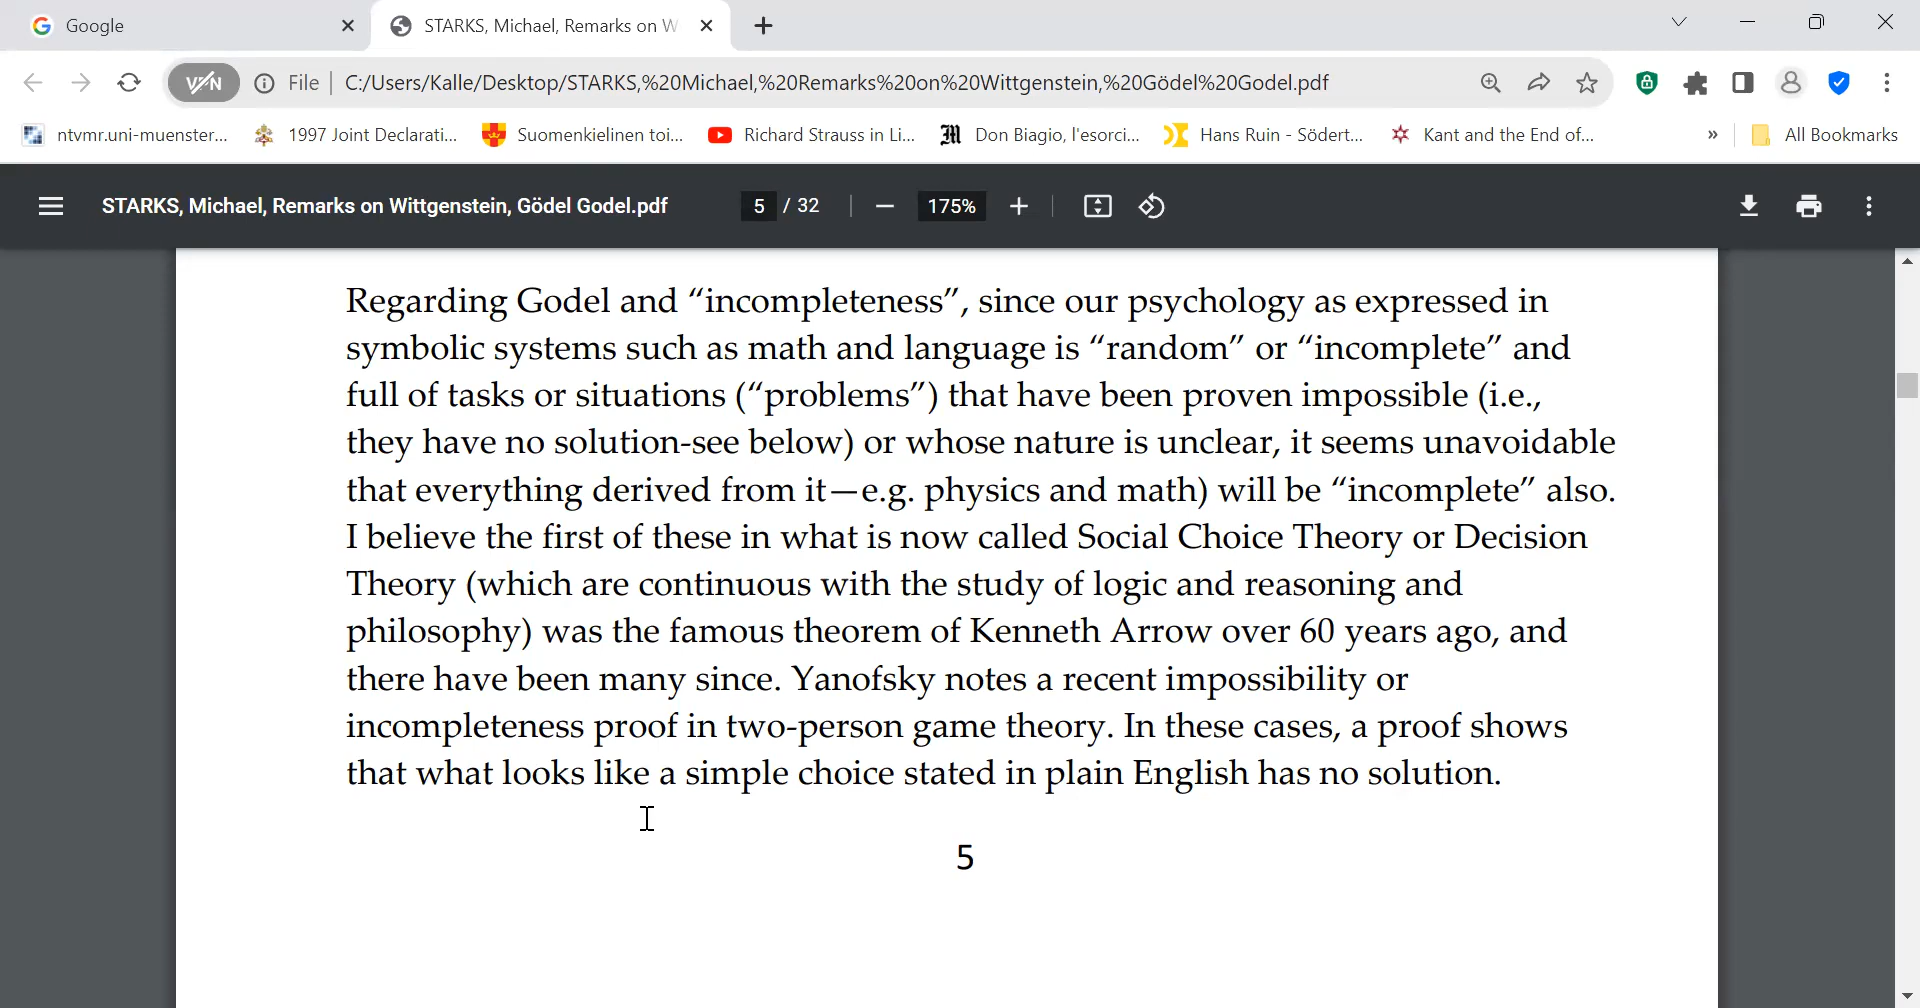 Google
STARKS, Michael, Remarks on W
VPN
File
C:/Users/Kalle/Desktop/STARKS,%20Michael,%20Remarks%20on%20Wittgenstein,%20Gödel%20Godel.pdf
ntvmr.uni-muenster...
1997 Joint Declarati...
Suomenkielinen toi...
Richard Strauss in Li...
Don Biagio, l'esorci...
Hans Ruin - Södert...
Kant and the End of...
»
All Bookmarks
STARKS, Michael, Remarks on Wittgenstein, Gödel Godel.pdf
5 / 32
175%
Regarding Godel and “incompleteness”, since our psychology as expressed in
symbolic systems such as math and language is “random” or “incomplete” and
full of tasks or situations (“problems”) that have been proven impossible (i.e.,
they have no solution-see below) or whose nature is unclear, it seems unavoidable
that everything derived from it—e.g. physics and math) will be “incomplete” also.
I believe the first of these in what is now called Social Choice Theory or Decision
Theory (which are continuous with the study of logic and reasoning and
philosophy) was the famous theorem of Kenneth Arrow over 60 years ago, and
there have been many since. Yanofsky notes a recent impossibility or
incompleteness proof in two-person game theory. In these cases, a proof shows
that what looks like a simple choice stated in plain English has no solution.
5